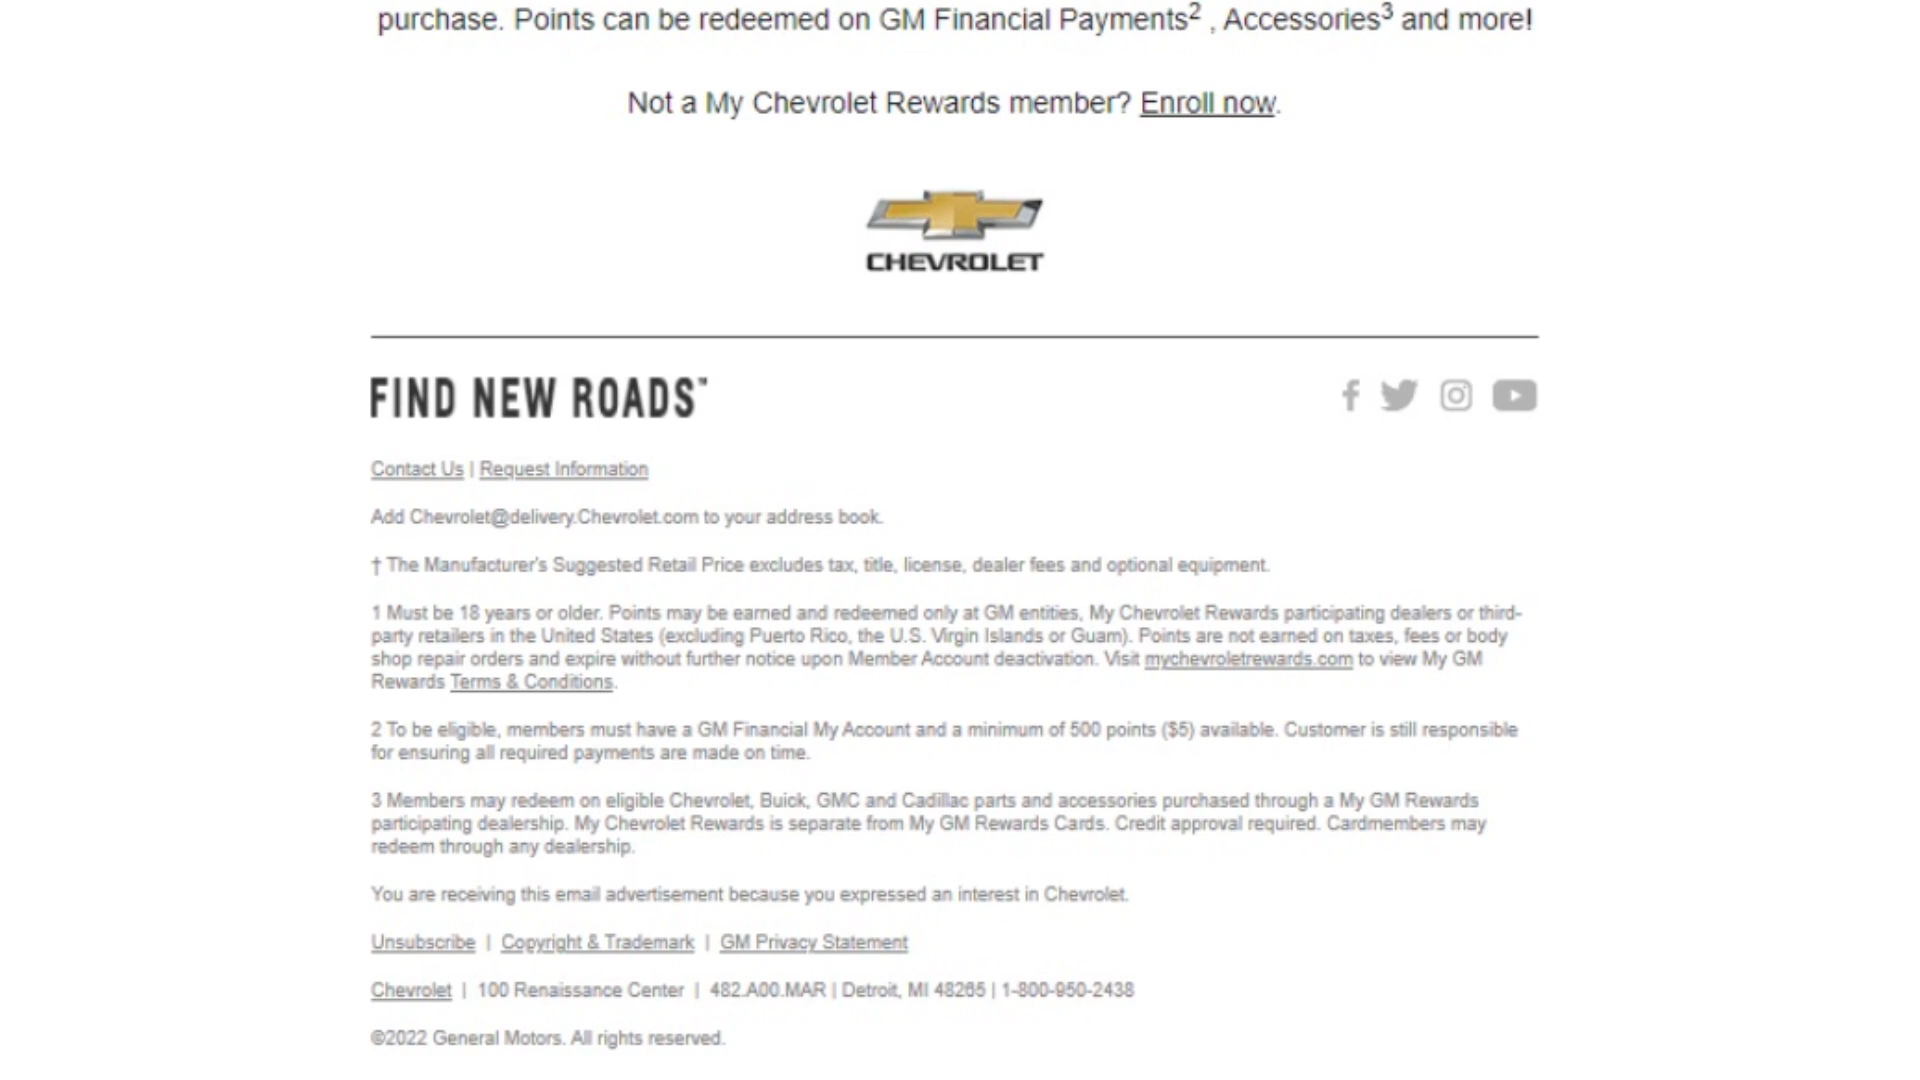 purchase. Points can be redeemed on GM Financial Payments2 , Accessories3 and more!
Not a My Chevrolet Rewards member? Enroll now.
CHEVROLET
FIND NEW ROADS™
Contact Us | Request Information
Add Chevrolet@delivery.Chevrolet.com to your address book.
† The Manufacturer's Suggested Retail Price excludes tax, title, license, dealer fees and optional equipment.
1 Must be 18 years or older. Points may be earned and redeemed only at GM entities, My Chevrolet Rewards participating dealers or third-
party retailers in the United States (excluding Puerto Rico, the U.S. Virgin Islands or Guam). Points are not earned on taxes, fees or body
shop repair orders and expire without further notice upon Member Account deactivation. Visit mychevroletrewards.com to view My GM
Rewards Terms & Conditions.
2 To be eligible, members must have a GM Financial My Account and a minimum of 500 points ($5) available. Customer is still responsible
for ensuring all required payments are made on time.
3 Members may redeem on eligible Chevrolet, Buick, GMC and Cadillac parts and accessories purchased through a My GM Rewards
participating dealership. My Chevrolet Rewards is separate from My GM Rewards Cards. Credit approval required. Cardmembers may
redeem through any dealership.
You are receiving this email advertisement because you expressed an interest in Chevrolet.
Unsubscribe | Copyright & Trademark | GM Privacy Statement
Chevrolet | 100 Renaissance Center | 482.A00.MAR | Detroit, MI 48265 | 1-800-950-2438
©2022 General Motors. All rights reserved.